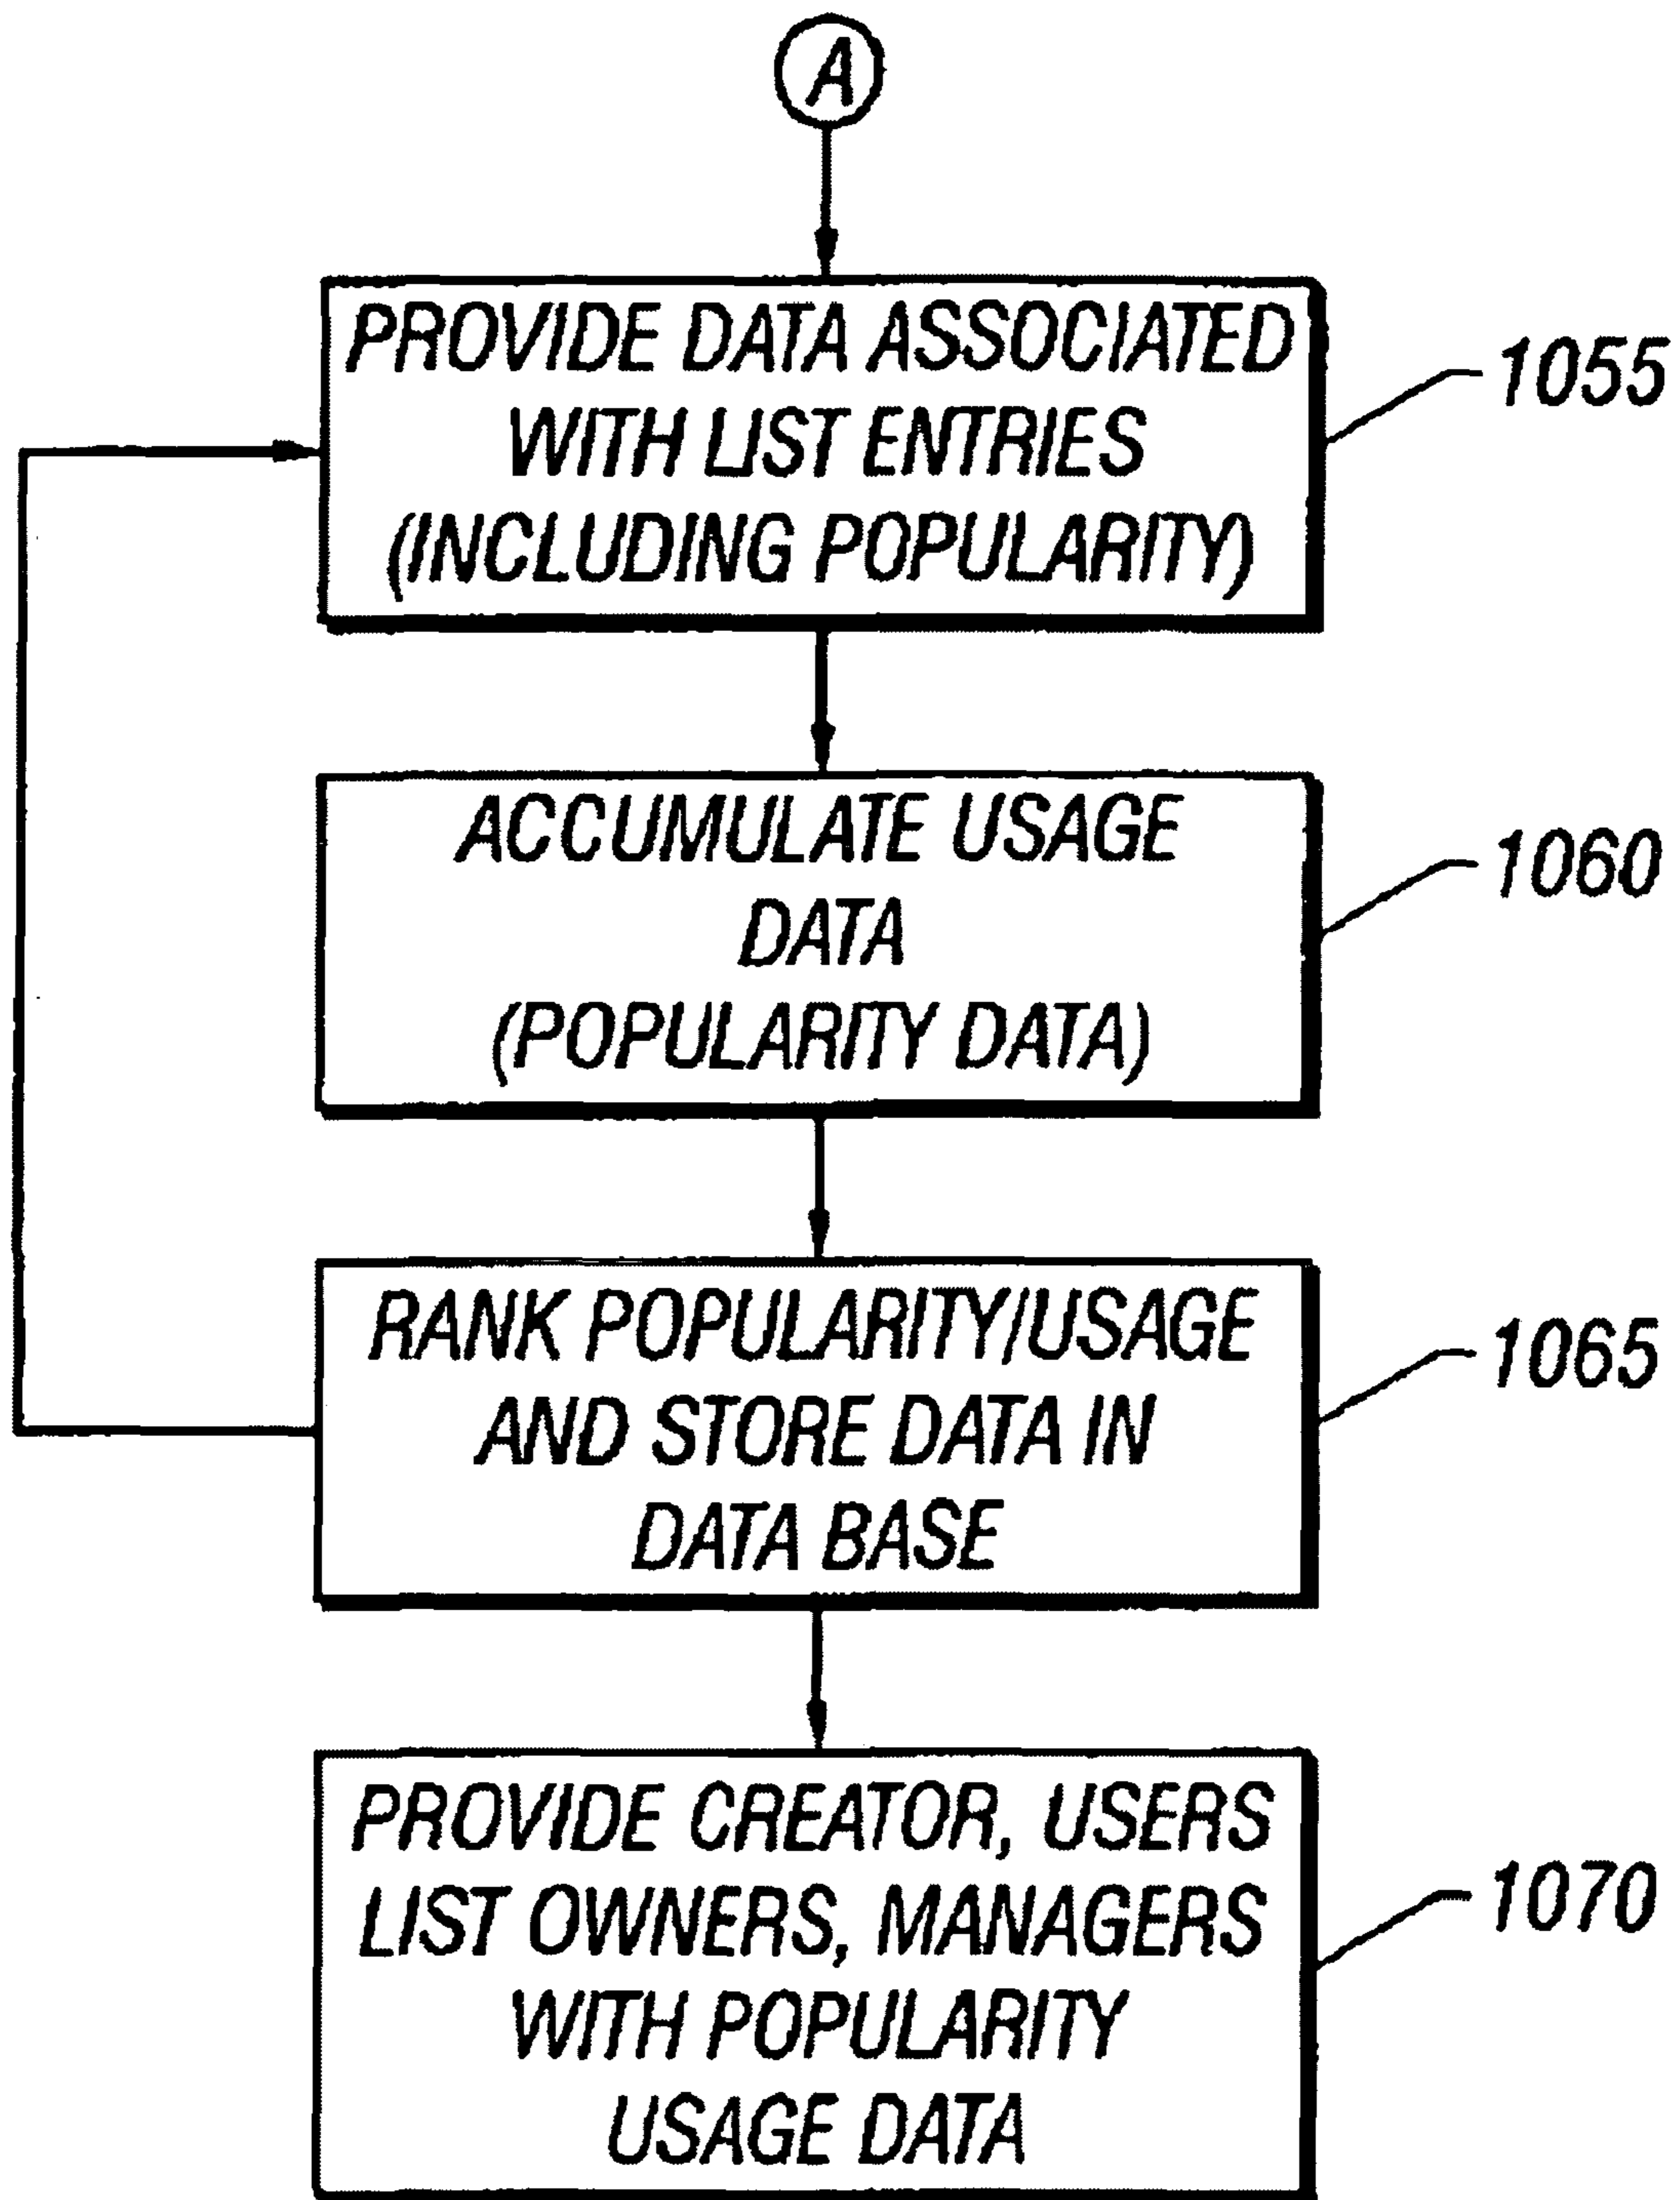 A
PROVIDE DATA ASSOCIATED
WITH LIST ENTRIES
(INCLUDING POPULARITY)
1055
ACCUMULATE USAGE
DATA
(POPULARITY DATA)
1060
RANK POPULARITY/USAGE
AND STORE DATA IN
DATA BASE
1065
PROVIDE CREATOR, USERS
LIST OWNERS, MANAGERS
WITH POPULARITY
USAGE DATA
1070